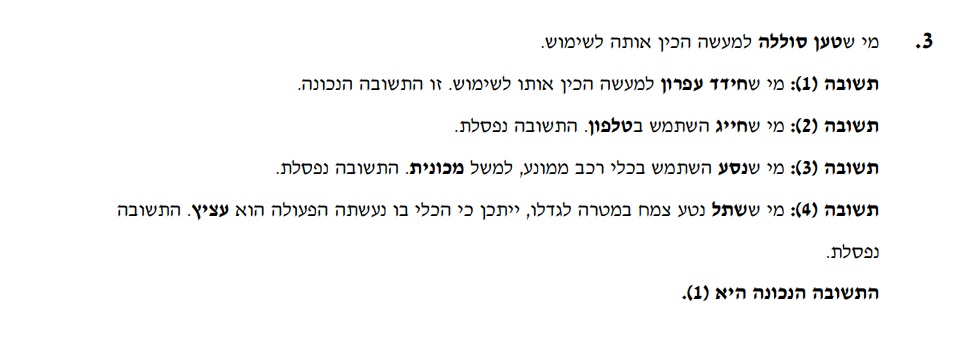 3. מי שטען סוללה למעשה הכין אותה לשימוש.
תשובה (1): מי שחידד עפרון למעשה הכין אותו לשימוש. זו התשובה הנכונה.
תשובה (2): מי שחייג השתמש בטלפון. התשובה נפסלת.
תשובה (3): מי שנסע השתמש בכלי רכב ממונע, למשל מכונית. התשובה נפסלת.
תשובה (4): מי ששתל נטע צמח במטרה לגדלו, ייתכן כי הכלי בו נעשתה הפעולה הוא עציץ. התשובה
נפסלת.
התשובה הנכונה היא (1).